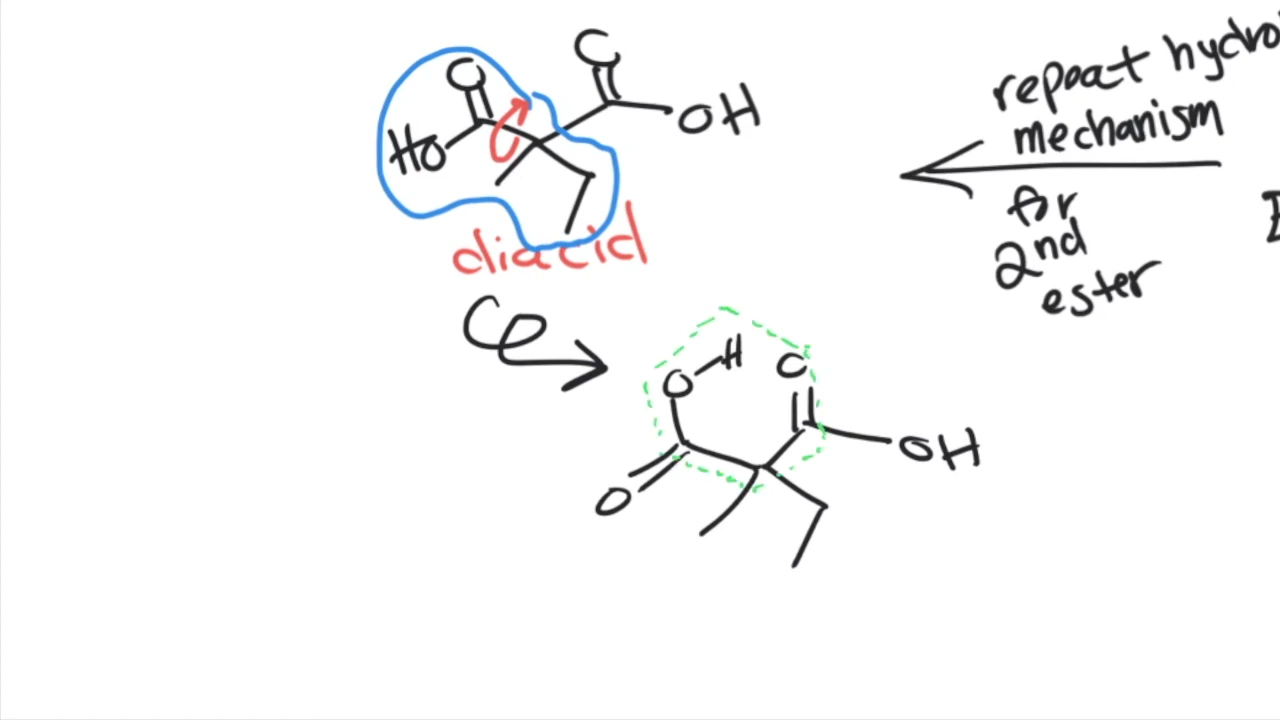 O
O
HO
OH
diacid
repeat hydro
mechanism
for
2nd
ester
O-H
O
O
OH